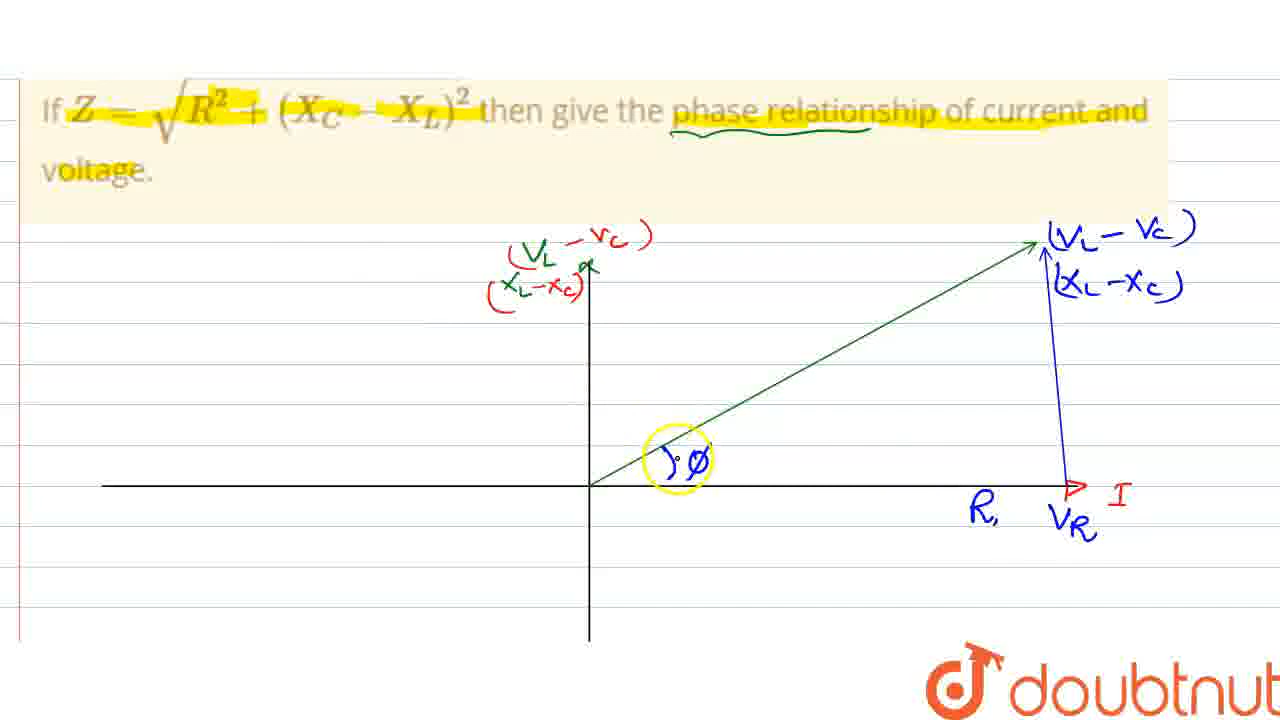 If Z = √R² + (X_C − X_L)² then give the phase relationship of current and
voltage.
(V_L − V_C)
(X_L − X_C)
(V_L − V_C)
(X_L − X_C)
φ
R, V_R I
doubtnut